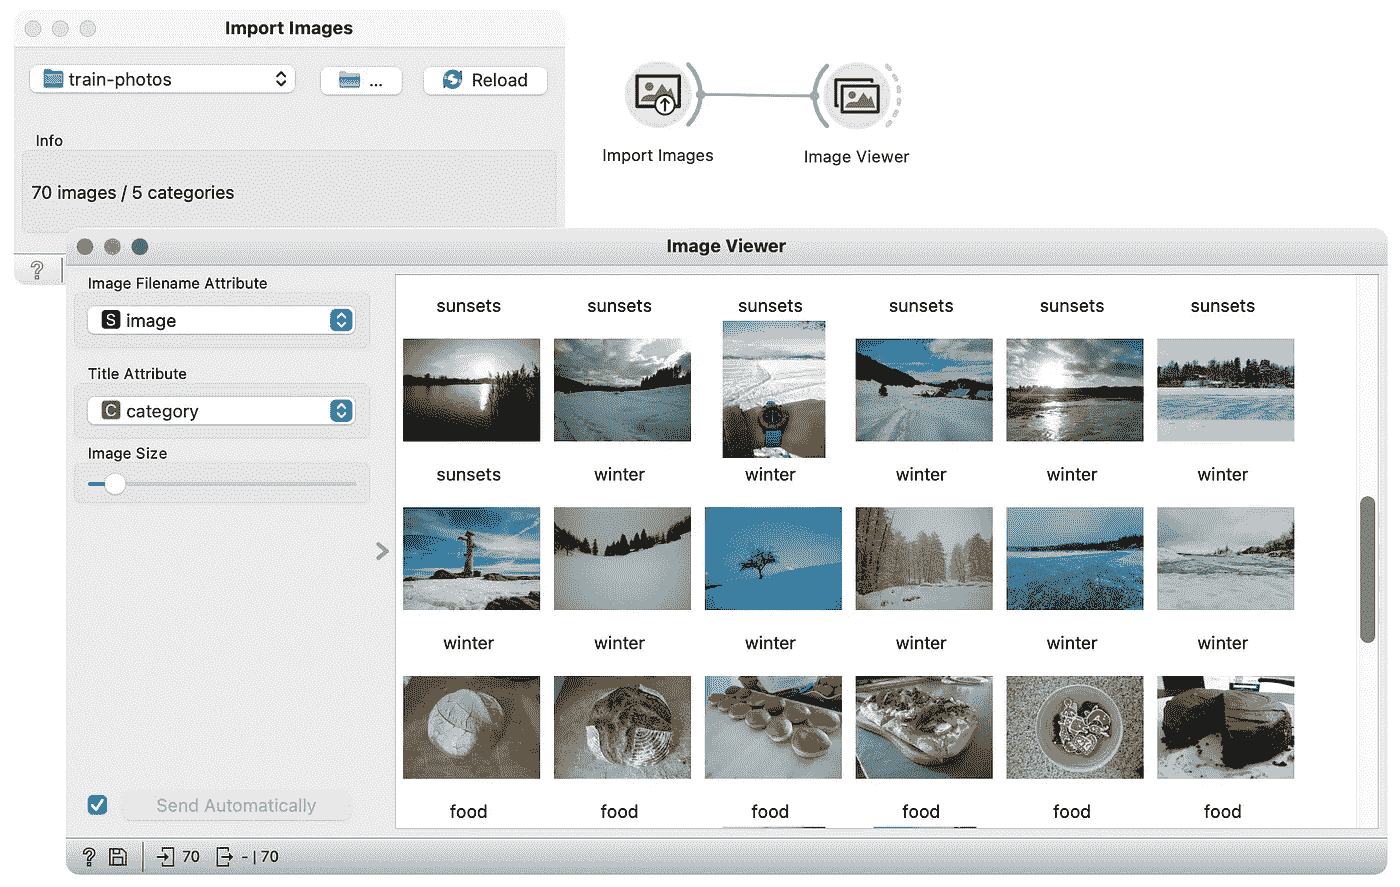 Import Images
train-photos
...
Reload
Info
70 images / 5 categories
?
Import Images
Image Viewer
Image Viewer
Image Filename Attribute
S image
Title Attribute
C category
Image Size
Send Automatically
? 70 - | 70
sunsets sunsets sunsets sunsets sunsets sunsets
sunsets winter winter winter winter winter
winter winter winter winter winter winter
food food food food food food